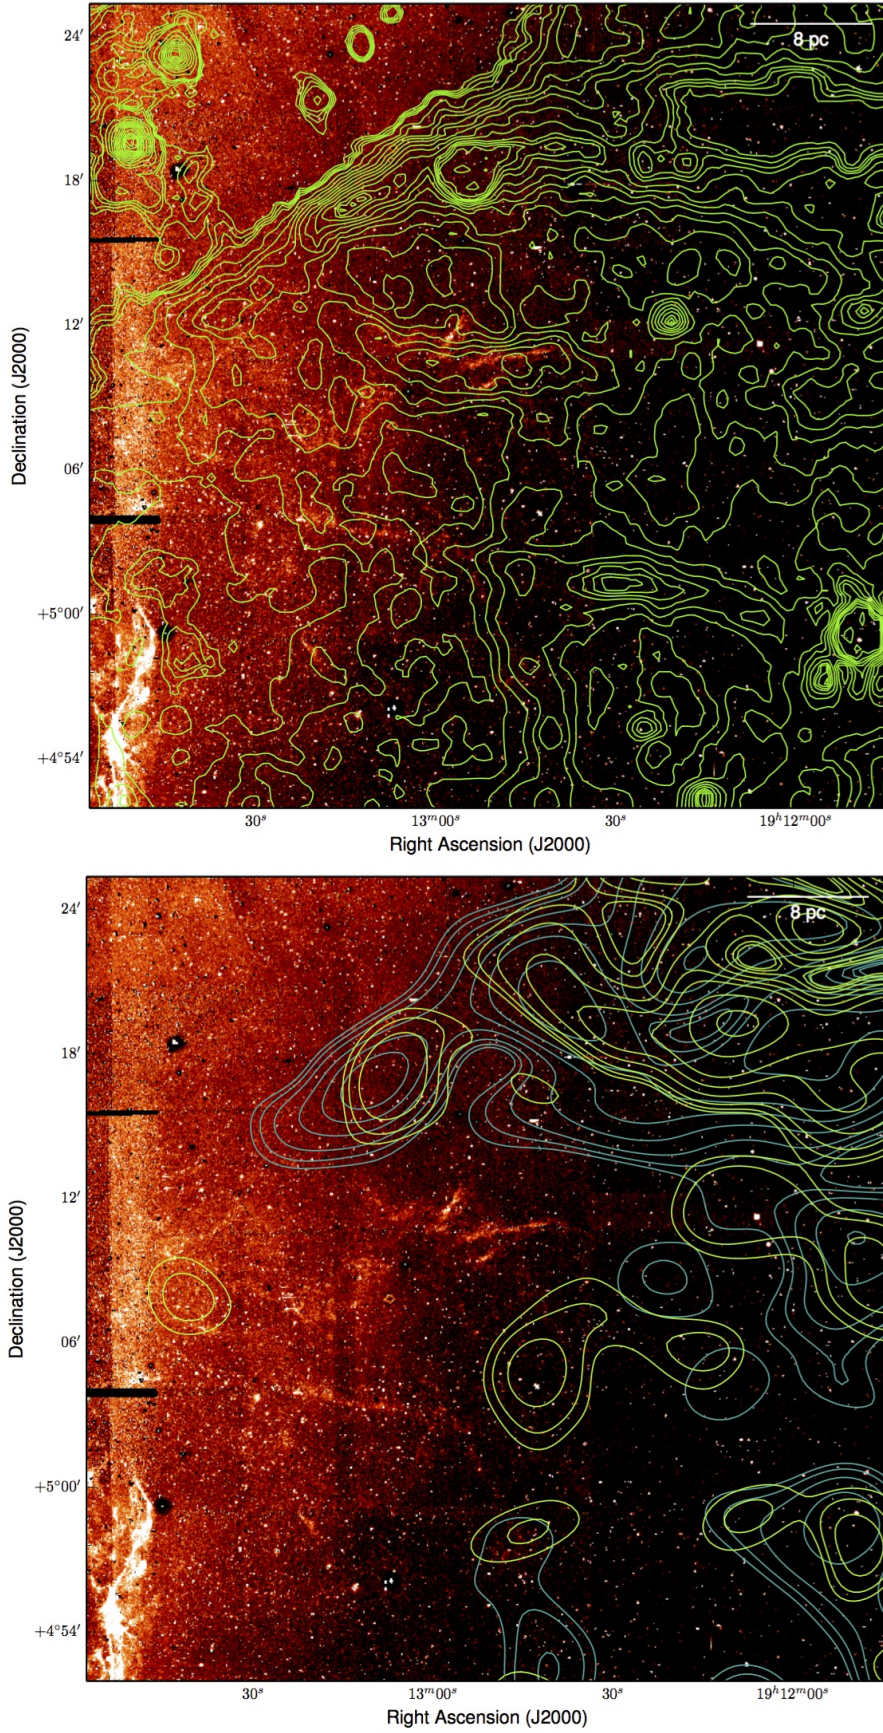 24′
8 pc
18′
12′
Declination (J2000)
06′
+5°00′
+4°54′
30ˢ
13ᵐ00ˢ
30ˢ
19ʰ12ᵐ00ˢ
Right Ascension (J2000)
24′
8 pc
18′
12′
Declination (J2000)
06′
+5°00′
+4°54′
30ˢ
13ᵐ00ˢ
30ˢ
19ʰ12ᵐ00ˢ
Right Ascension (J2000)